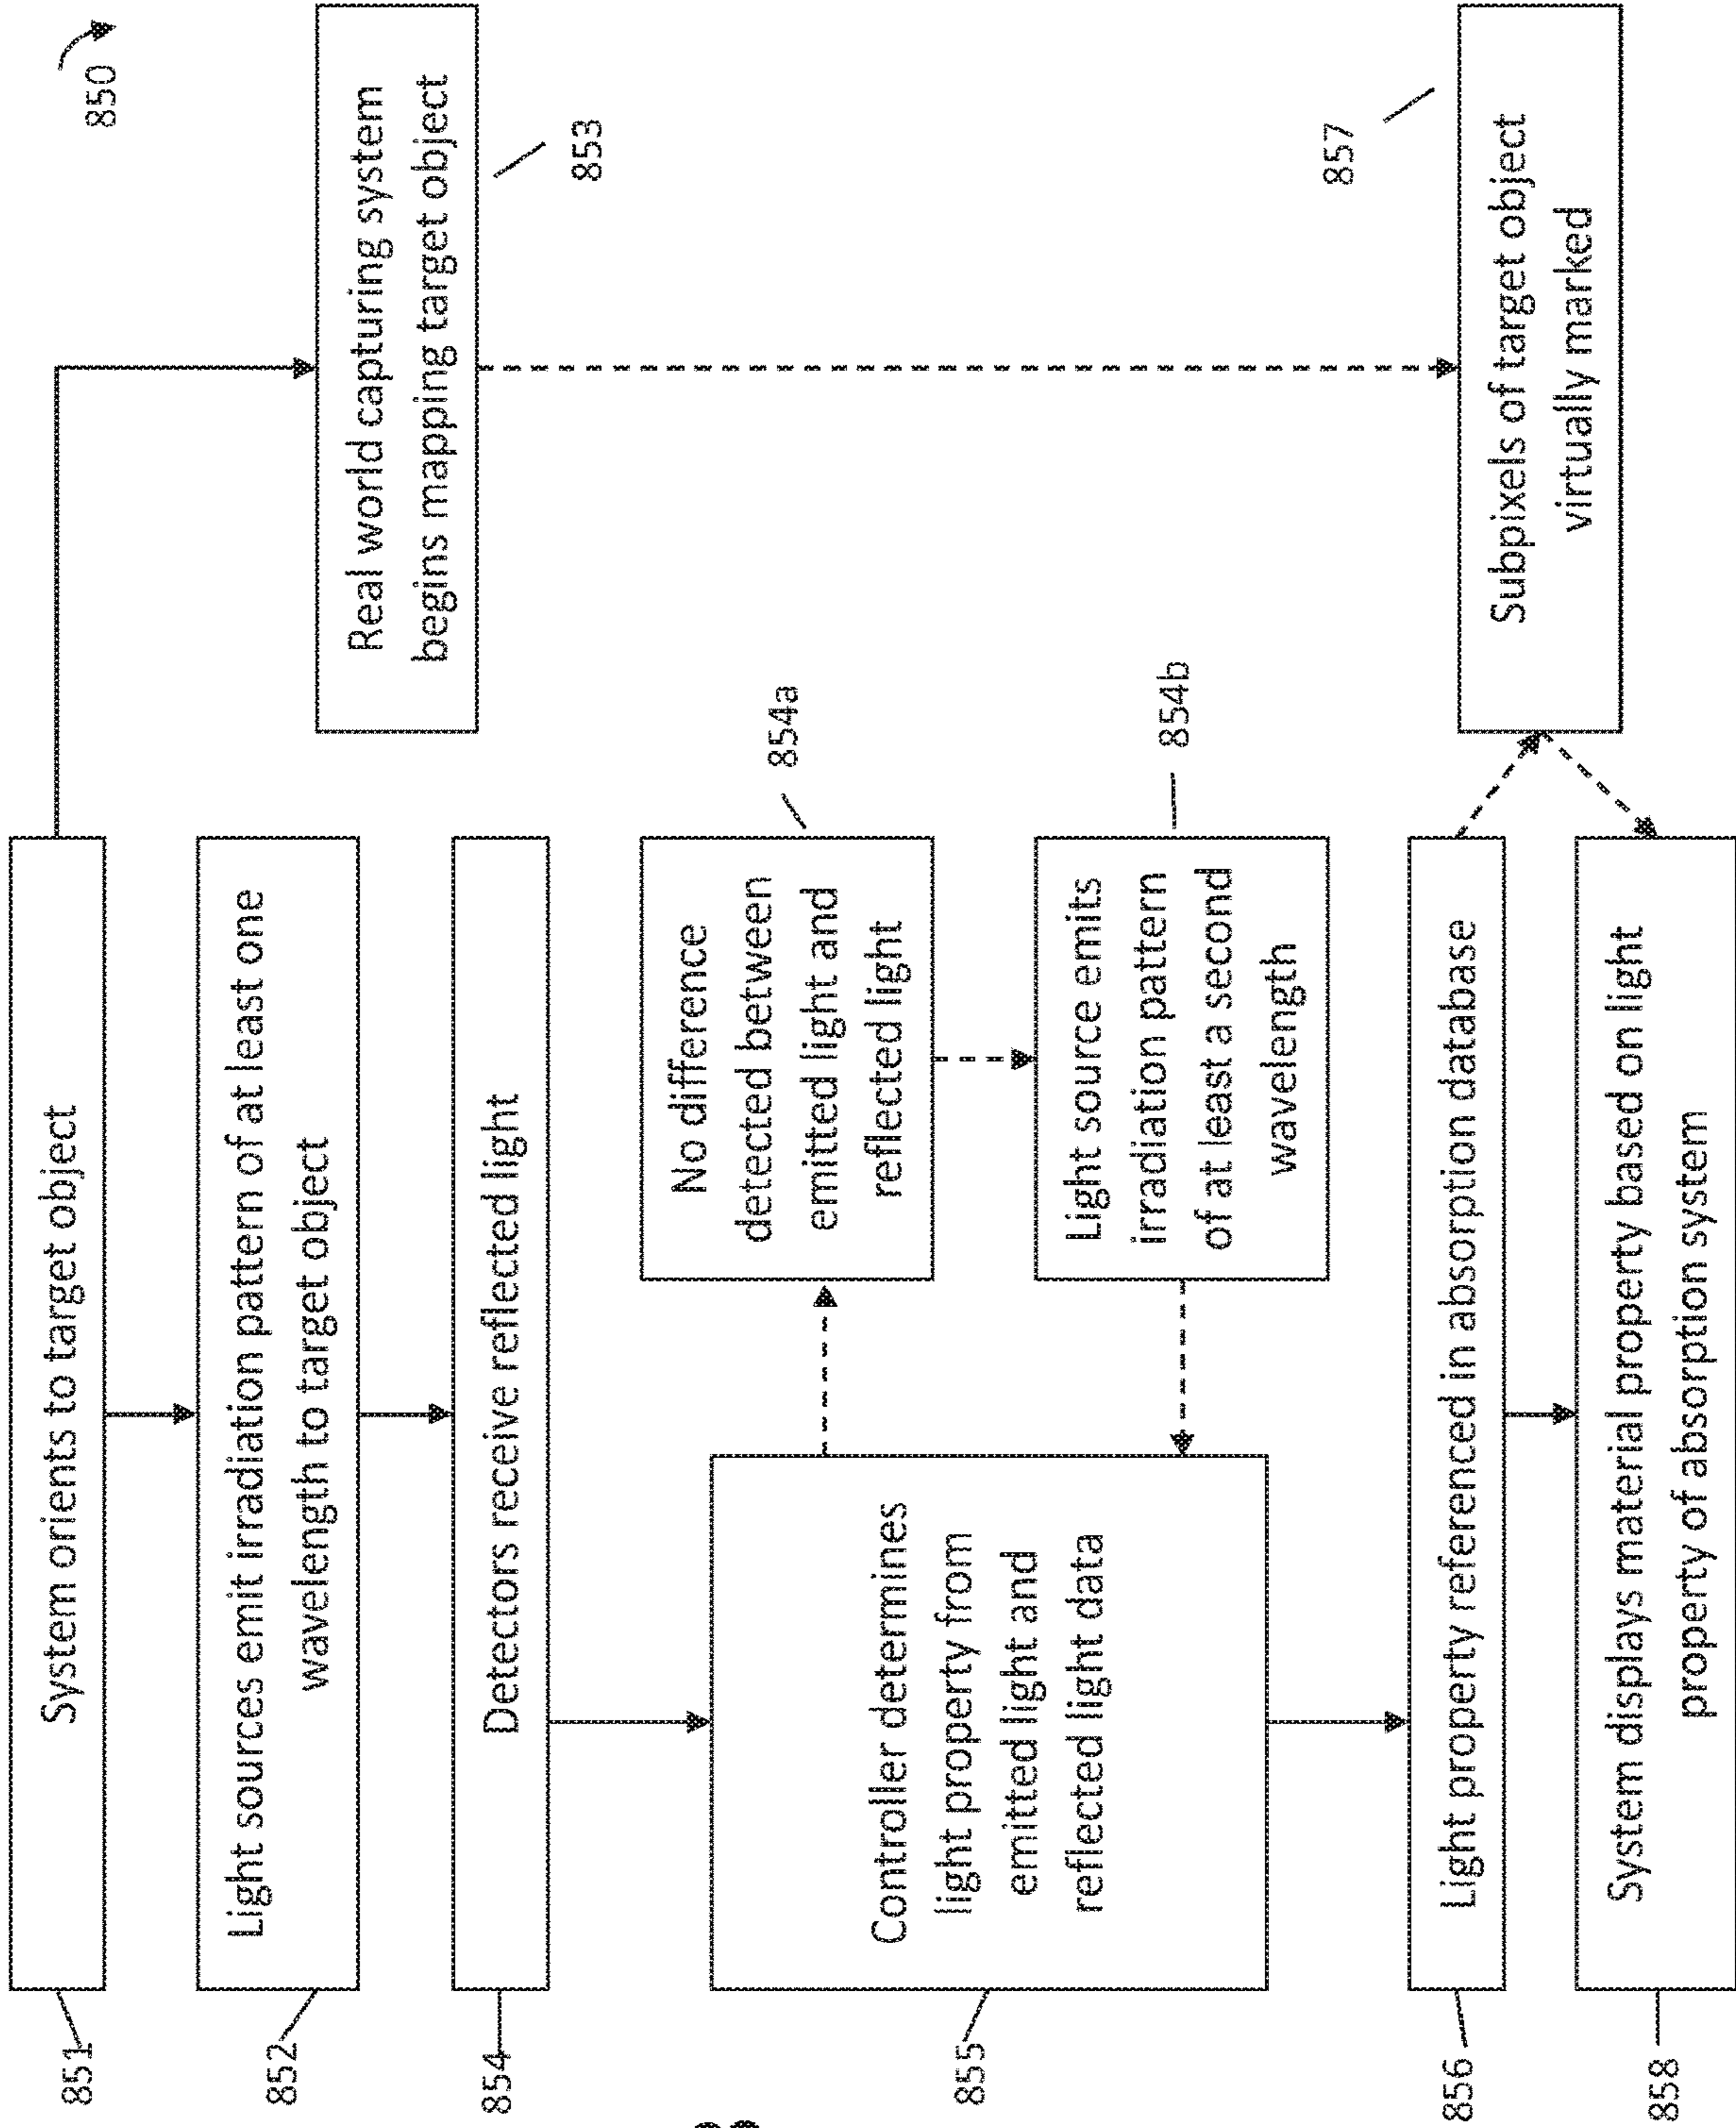 850
851
System orients to target object
852
Light sources emit irradiation pattern of at least one
wavelength to target object
Real world capturing system
begins mapping target object
853
854
Detectors receive reflected light
855
Controller determines
light property from
emitted light and
reflected light data
No difference
detected between
emitted light and
reflected light
854a
Light source emits
irradiation pattern
of at least a second
wavelength
854b
856
Light property referenced in absorption database
857
Subpixels of target object
virtually marked
858
System displays material property based on light
property of absorption system